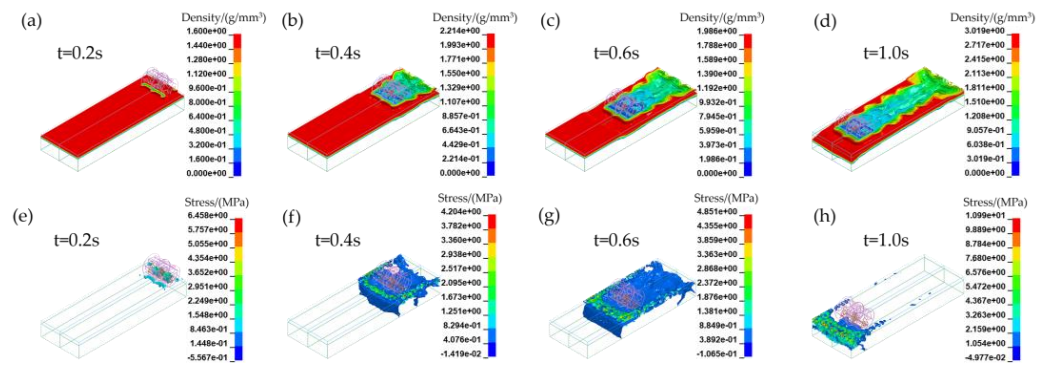 (a)
t=0.2s
Density/(g/mm³)
1.600e+00
1.440e+00
1.280e+00
1.120e+00
9.600e-01
8.000e-01
6.400e-01
4.800e-01
3.200e-01
1.600e-01
0.000e+00
(b)
t=0.4s
Density/(g/mm³)
2.214e+00
1.993e+00
1.771e+00
1.550e+00
1.329e+00
1.107e+00
8.857e-01
6.643e-01
4.429e-01
2.214e-01
0.000e+00
(c)
t=0.6s
Density/(g/mm³)
1.986e+00
1.788e+00
1.589e+00
1.390e+00
1.192e+00
9.932e-01
7.945e-01
5.959e-01
3.973e-01
1.986e-01
0.000e+00
(d)
t=1.0s
Density/(g/mm³)
3.019e+00
2.717e+00
2.415e+00
2.113e+00
1.811e+00
1.510e+00
1.208e+00
9.057e-01
6.038e-01
3.019e-01
0.000e+00
(e)
t=0.2s
Stress/(MPa)
6.458e+00
5.757e+00
5.055e+00
4.354e+00
3.652e+00
2.951e+00
2.249e+00
1.548e+00
8.463e-01
1.448e-01
-5.567e-01
(f)
t=0.4s
Stress/(MPa)
4.204e+00
3.782e+00
3.360e+00
2.938e+00
2.517e+00
2.095e+00
1.673e+00
1.251e+00
8.294e-01
4.076e-01
-1.419e-02
(g)
t=0.6s
Stress/(MPa)
4.851e+00
4.355e+00
3.859e+00
3.363e+00
2.868e+00
2.372e+00
1.876e+00
1.381e+00
8.849e-01
3.892e-01
-1.065e-01
(h)
t=1.0s
Stress/(MPa)
1.099e+01
9.889e+00
8.784e+00
7.680e+00
6.576e+00
5.472e+00
4.367e+00
3.263e+00
2.159e+00
1.054e+00
-4.977e-02